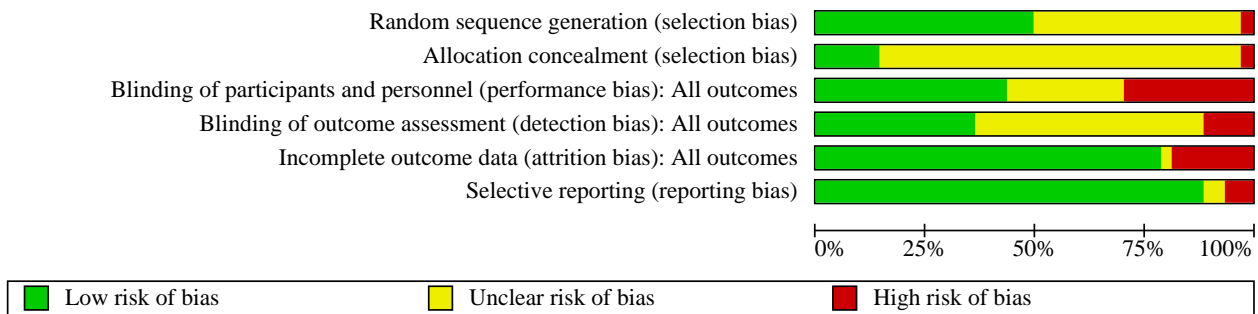 Random sequence generation (selection bias)
Allocation concealment (selection bias)
Blinding of participants and personnel (performance bias): All outcomes
Blinding of outcome assessment (detection bias): All outcomes
Incomplete outcome data (attrition bias): All outcomes
Selective reporting (reporting bias)
0% 25% 50% 75% 100%
Low risk of bias Unclear risk of bias High risk of bias